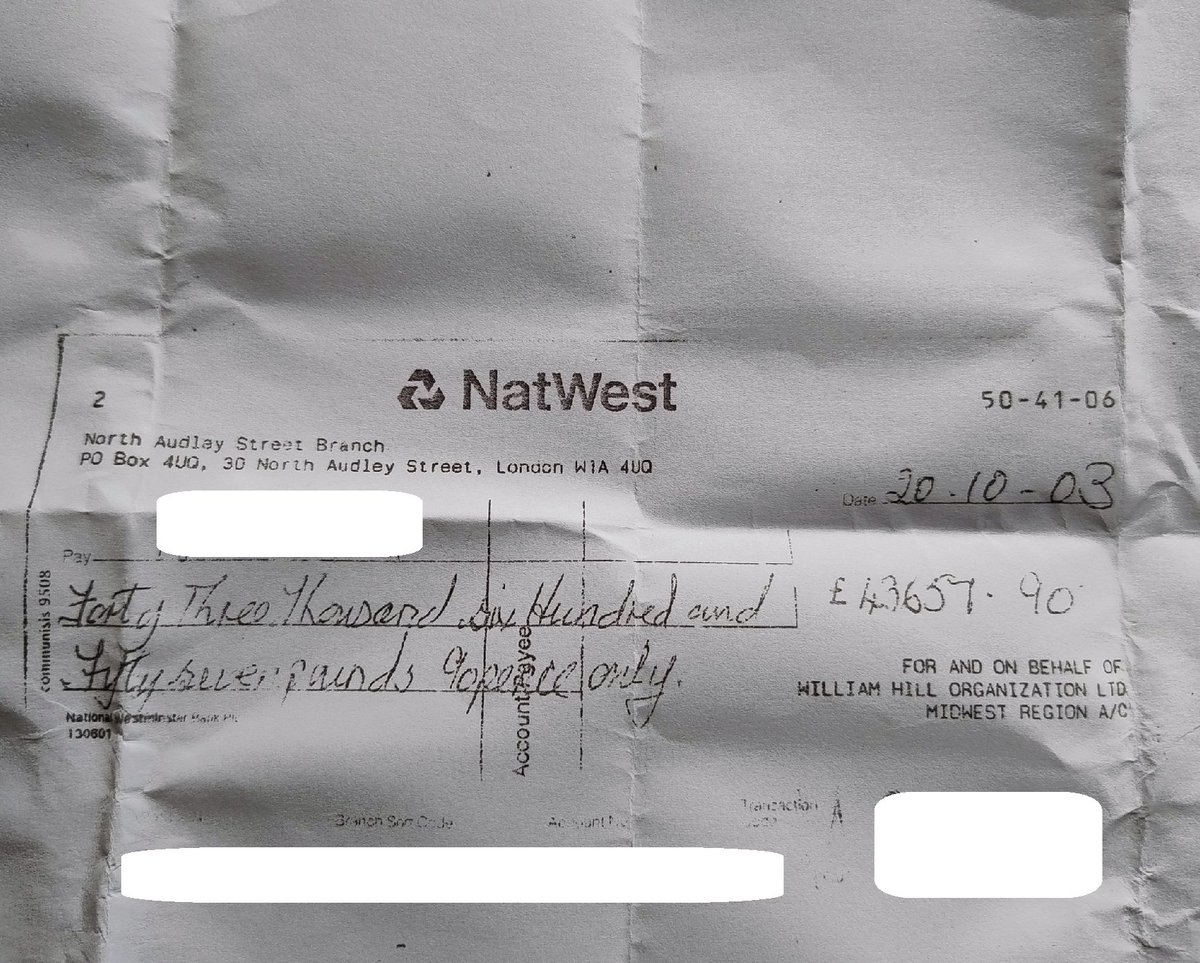 NatWest
2
50-41-06
North Audley Street Branch
PO Box 4UQ, 30 North Audley Street, London W1A 4UQ
Date 20-10-03
Pay
Forty Three Thousand six Hundred and
£ 43657-90
Fifty seven pounds 90pence only.
Account Payee
communisis 9508
FOR AND ON BEHALF OF
WILLIAM HILL ORGANIZATION LTD
MIDWEST REGION A/C
National Westminster Bank Plc
130601
Branch Sort Code
Account No
Transaction
Code